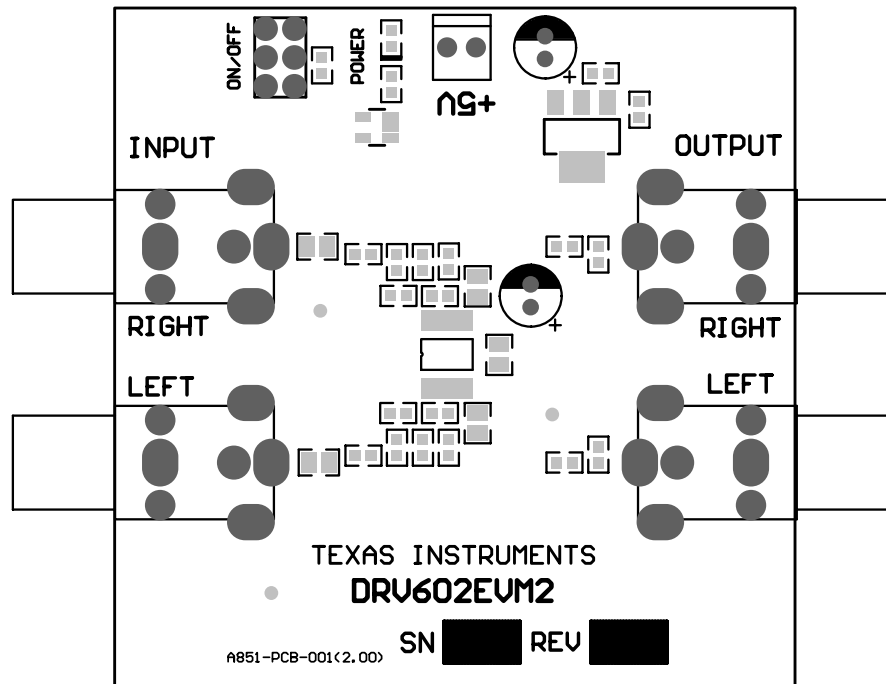 ON/OFF
POWER
+5V
INPUT
OUTPUT
RIGHT
RIGHT
LEFT
LEFT
TEXAS INSTRUMENTS
DRV602EVM2
SN REV
A851-PCB-001(2.00)